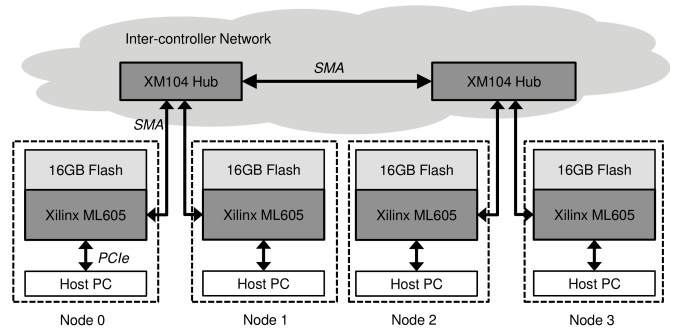 Inter-controller Network
SMA
XM104 Hub
XM104 Hub
SMA
16GB Flash
16GB Flash
16GB Flash
16GB Flash
Xilinx ML605
Xilinx ML605
Xilinx ML605
Xilinx ML605
PCIe
Host PC
Host PC
Host PC
Host PC
Node 0
Node 1
Node 2
Node 3